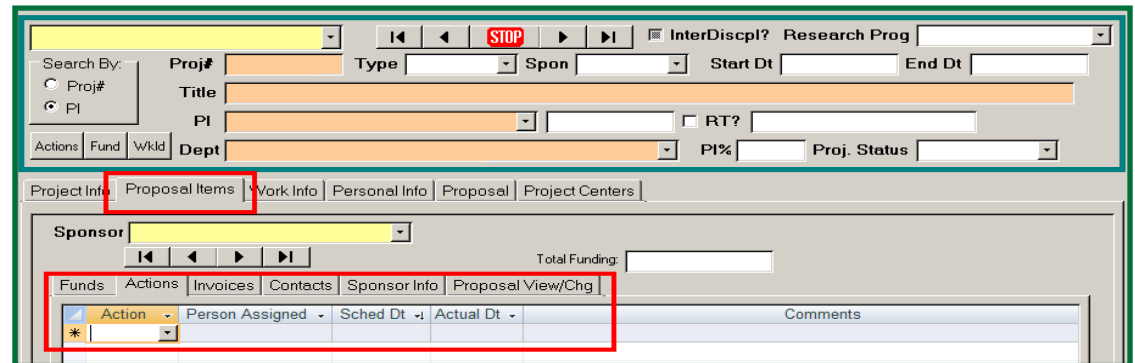 STOP InterDiscpl? Research Prog
Search By: Proj# Type Spon Start Dt End Dt
Proj#
Title
PI
PI RT?
Actions Fund Wkld Dept PI% Proj. Status
Project Info Proposal Items Work Info Personal Info Proposal Project Centers
Sponsor
Total Funding:
Funds Actions Invoices Contacts Sponsor Info Proposal View/Chg
Action Person Assigned Sched Dt Actual Dt Comments